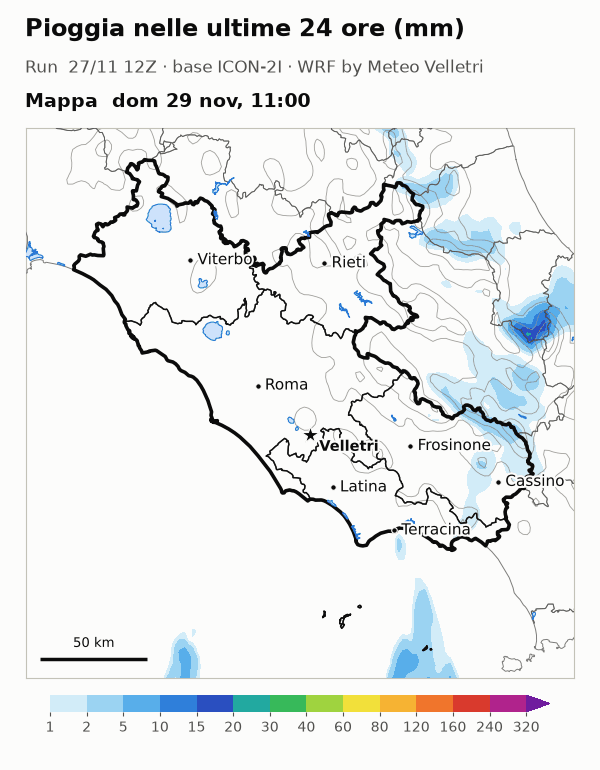 Pioggia nelle ultime 24 ore (mm)
Run  27/11 12Z · base ICON-2I · WRF by Meteo Velletri
Mappa  dom 29 nov, 11:00
Viterbo
Rieti
Roma
Velletri
Frosinone
Latina
Cassino
Terracina
50 km
1 2 5 10 15 20 30 40 60 80 120 160 240 320